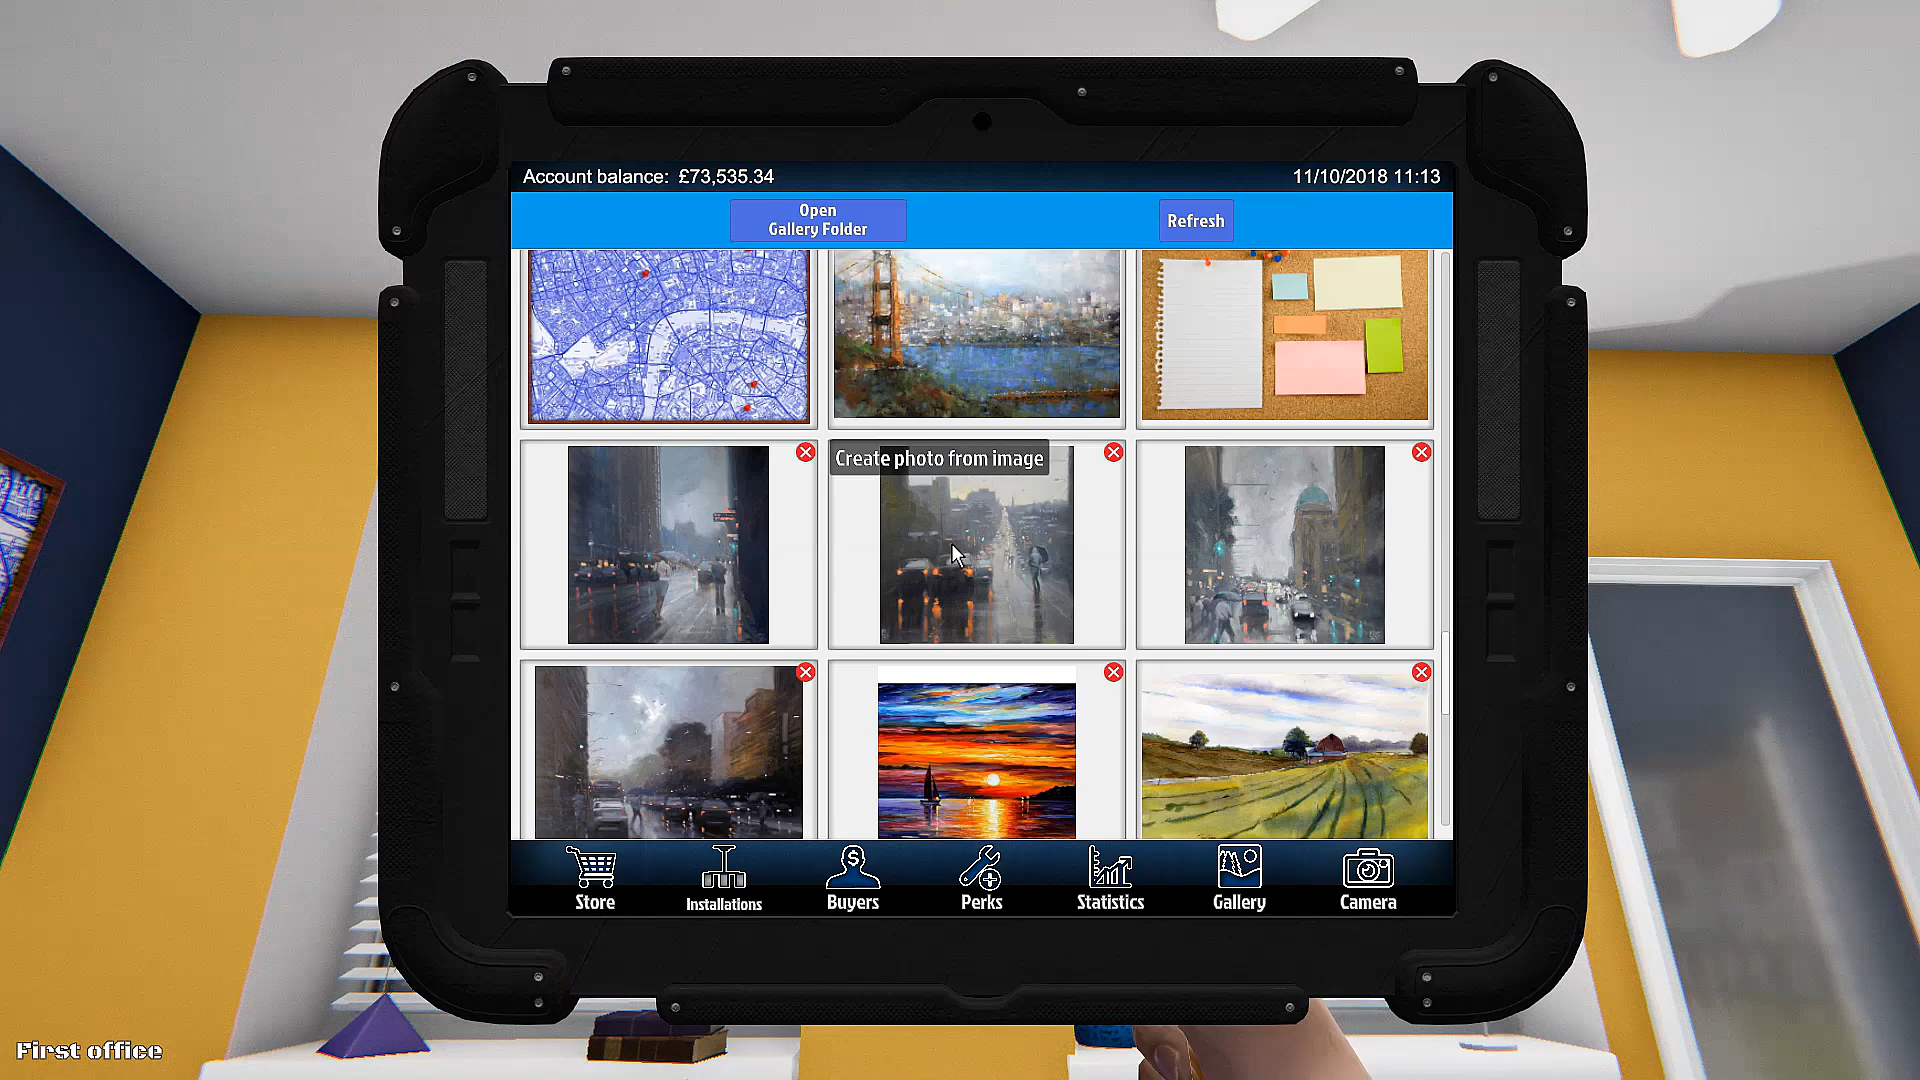 Account balance: £73,535.34
11/10/2018 11:13
Open
Gallery Folder
Refresh
Create photo from image
Store
Installations
Buyers
Perks
Statistics
Gallery
Camera
First office